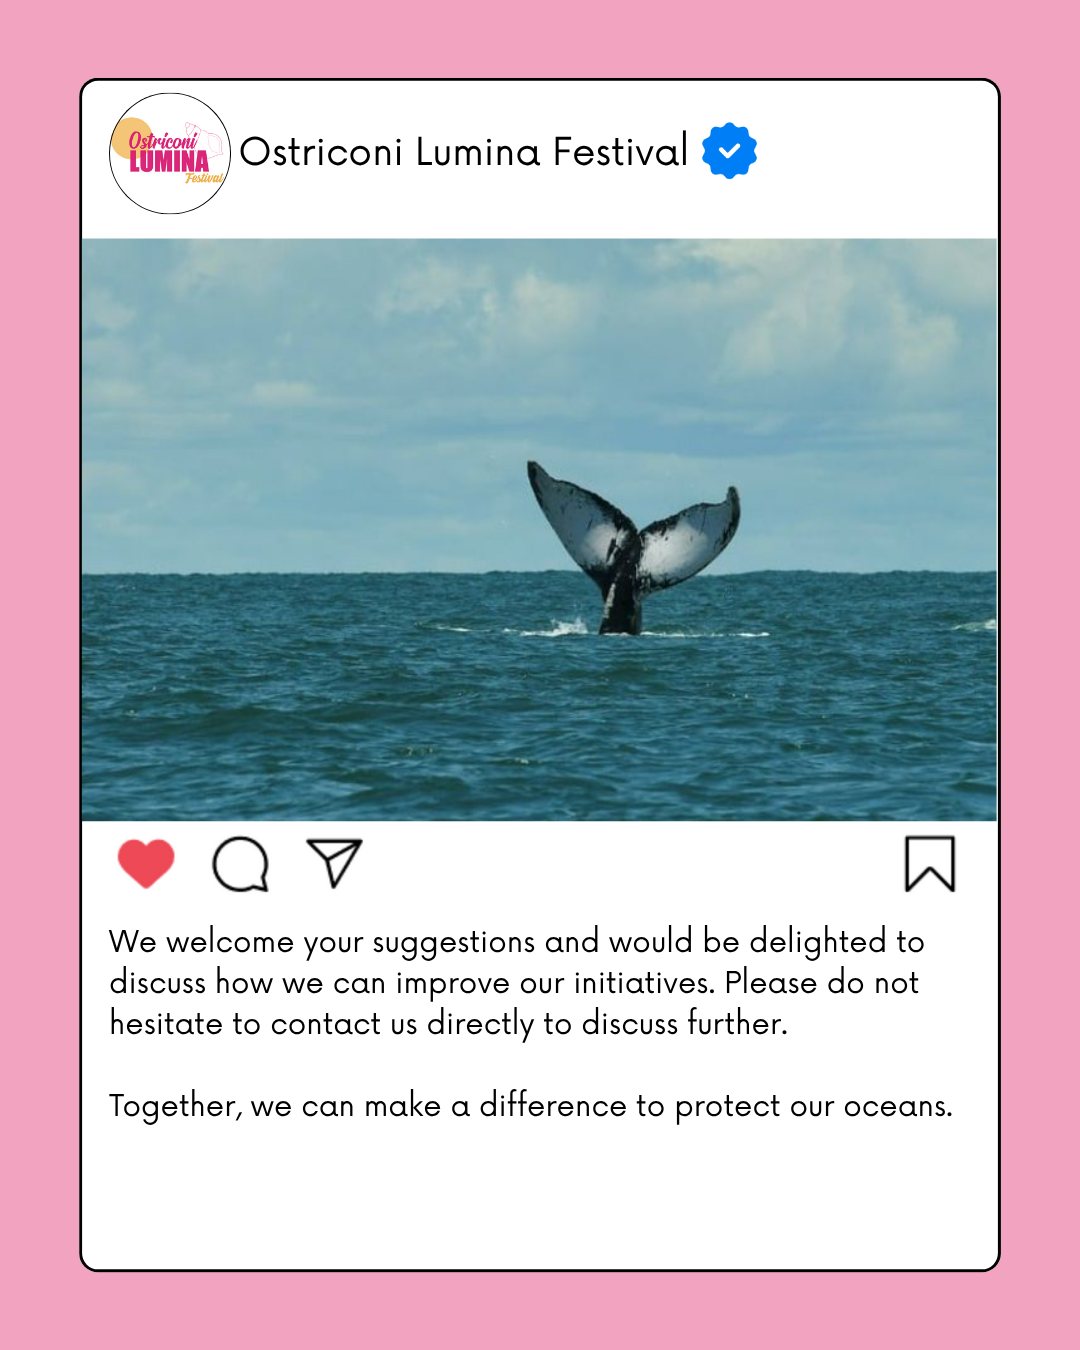 Ostriconi
LUMINA
Festival
Ostriconi Lumina Festival
We welcome your suggestions and would be delighted to
discuss how we can improve our initiatives. Please do not
hesitate to contact us directly to discuss further.
Together, we can make a difference to protect our oceans.